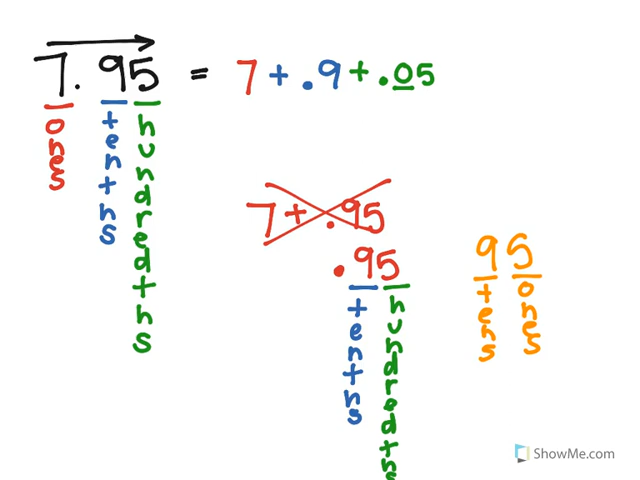 7.95 = 7 + .9 + .05
ones
tenths
hundredths
7 + .95
.95
tenths
hundredths
95
tens
ones
ShowMe.com